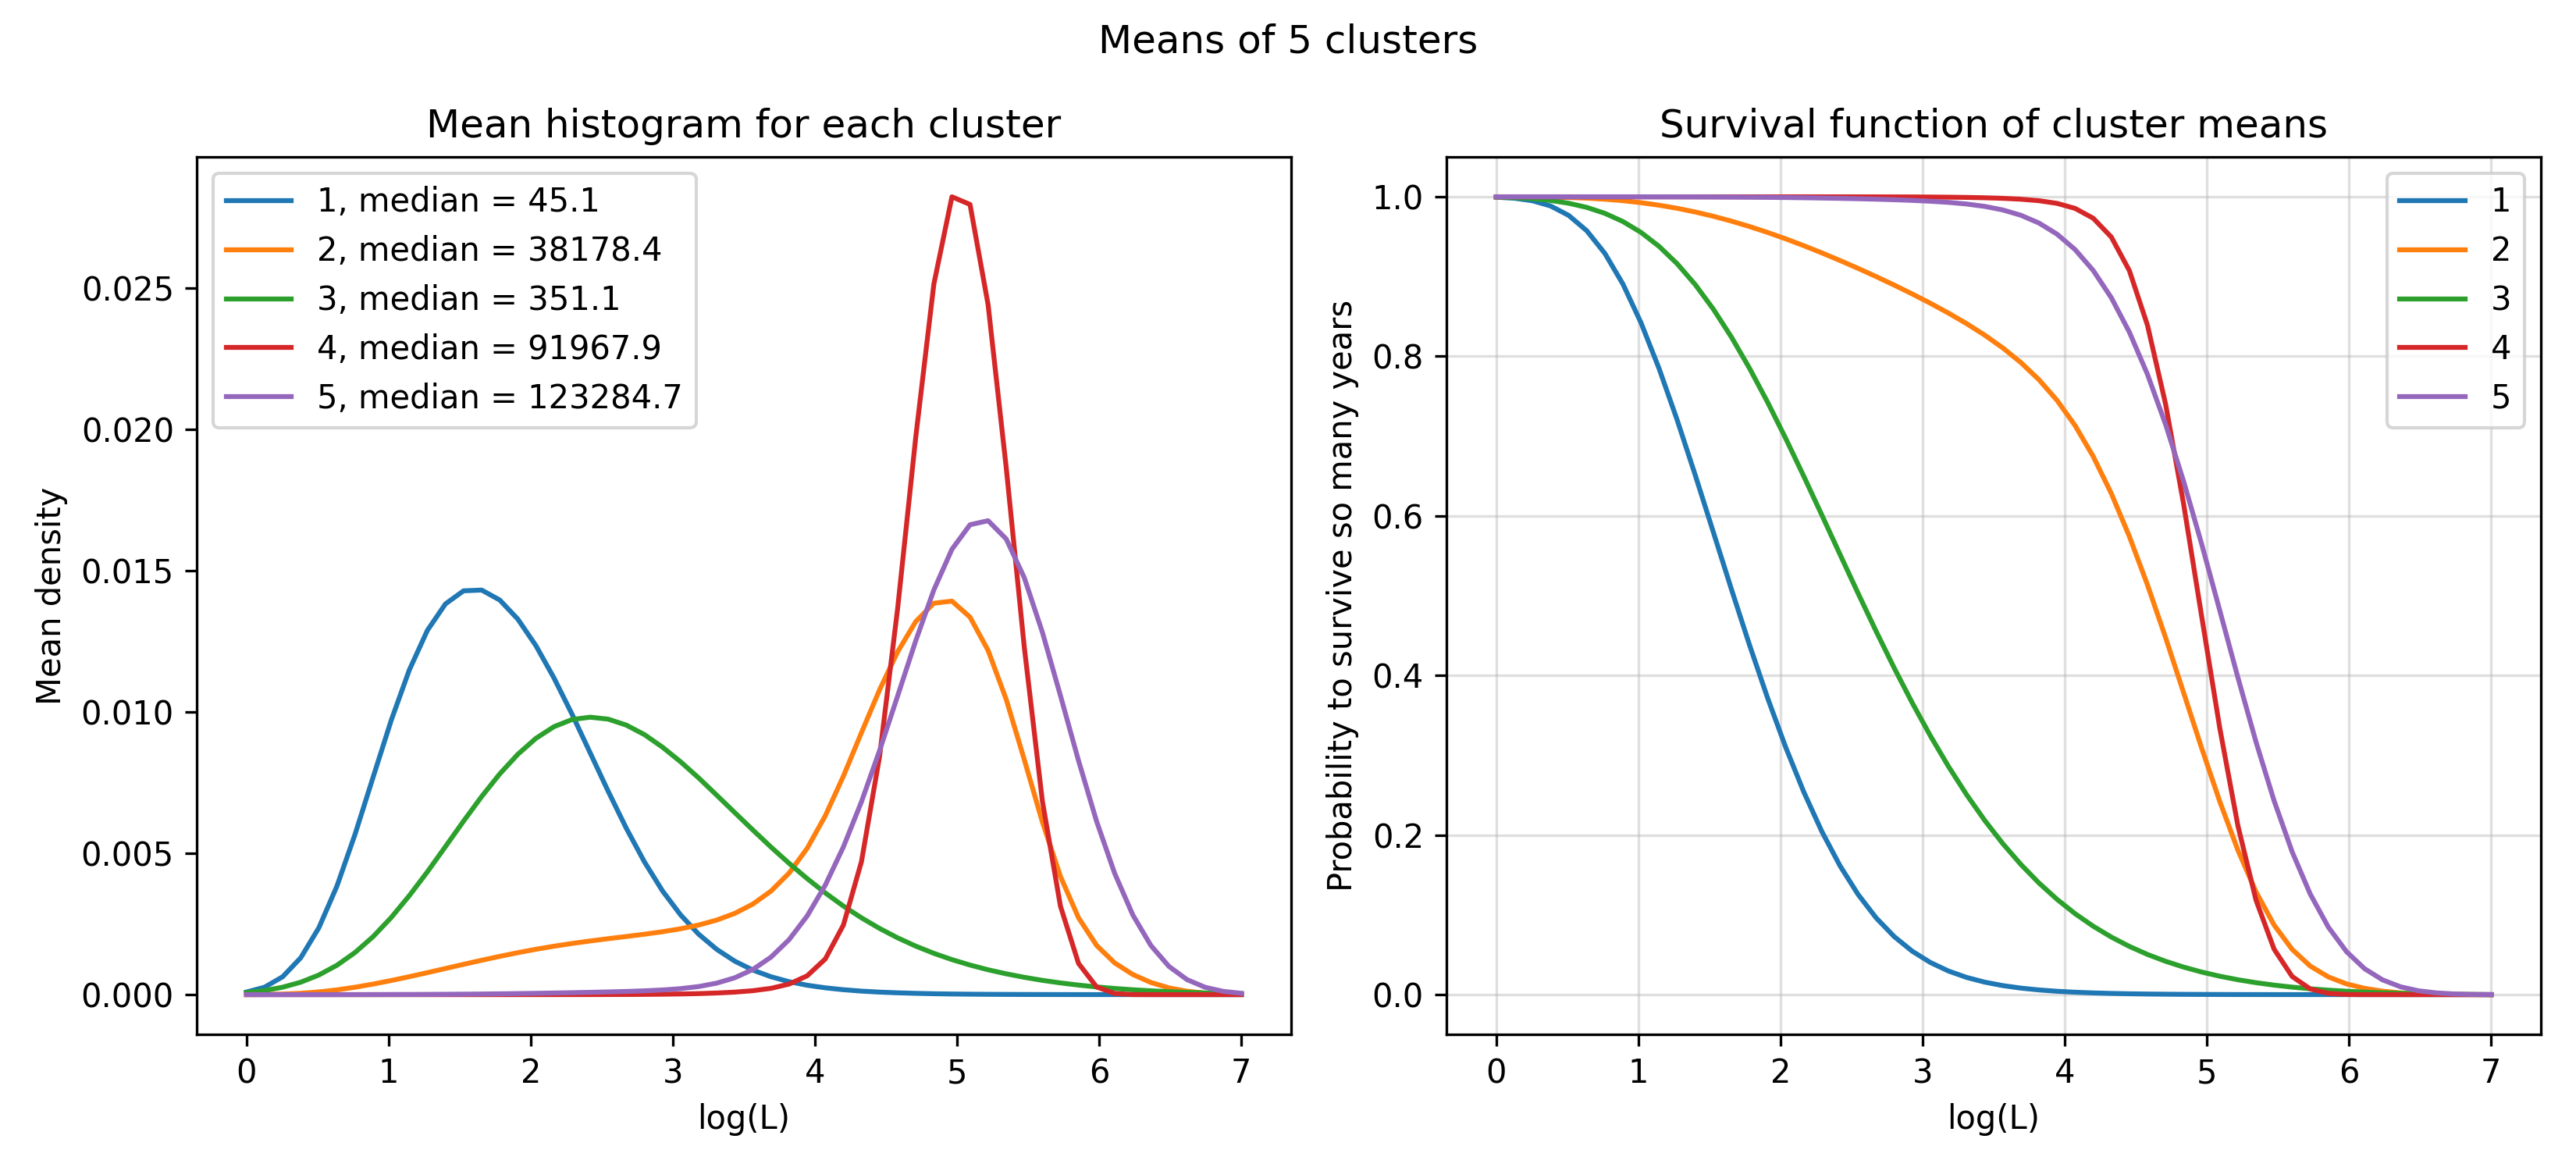 Means of 5 clusters
Mean histogram for each cluster
Mean density
0.025
0.020
0.015
0.010
0.005
0.000
1, median = 45.1
2, median = 38178.4
3, median = 351.1
4, median = 91967.9
5, median = 123284.7
0 1 2 3 4 5 6 7
log(L)
Survival function of cluster means
Probability to survive so many years
1.0
0.8
0.6
0.4
0.2
0.0
1
2
3
4
5
0 1 2 3 4 5 6 7
log(L)